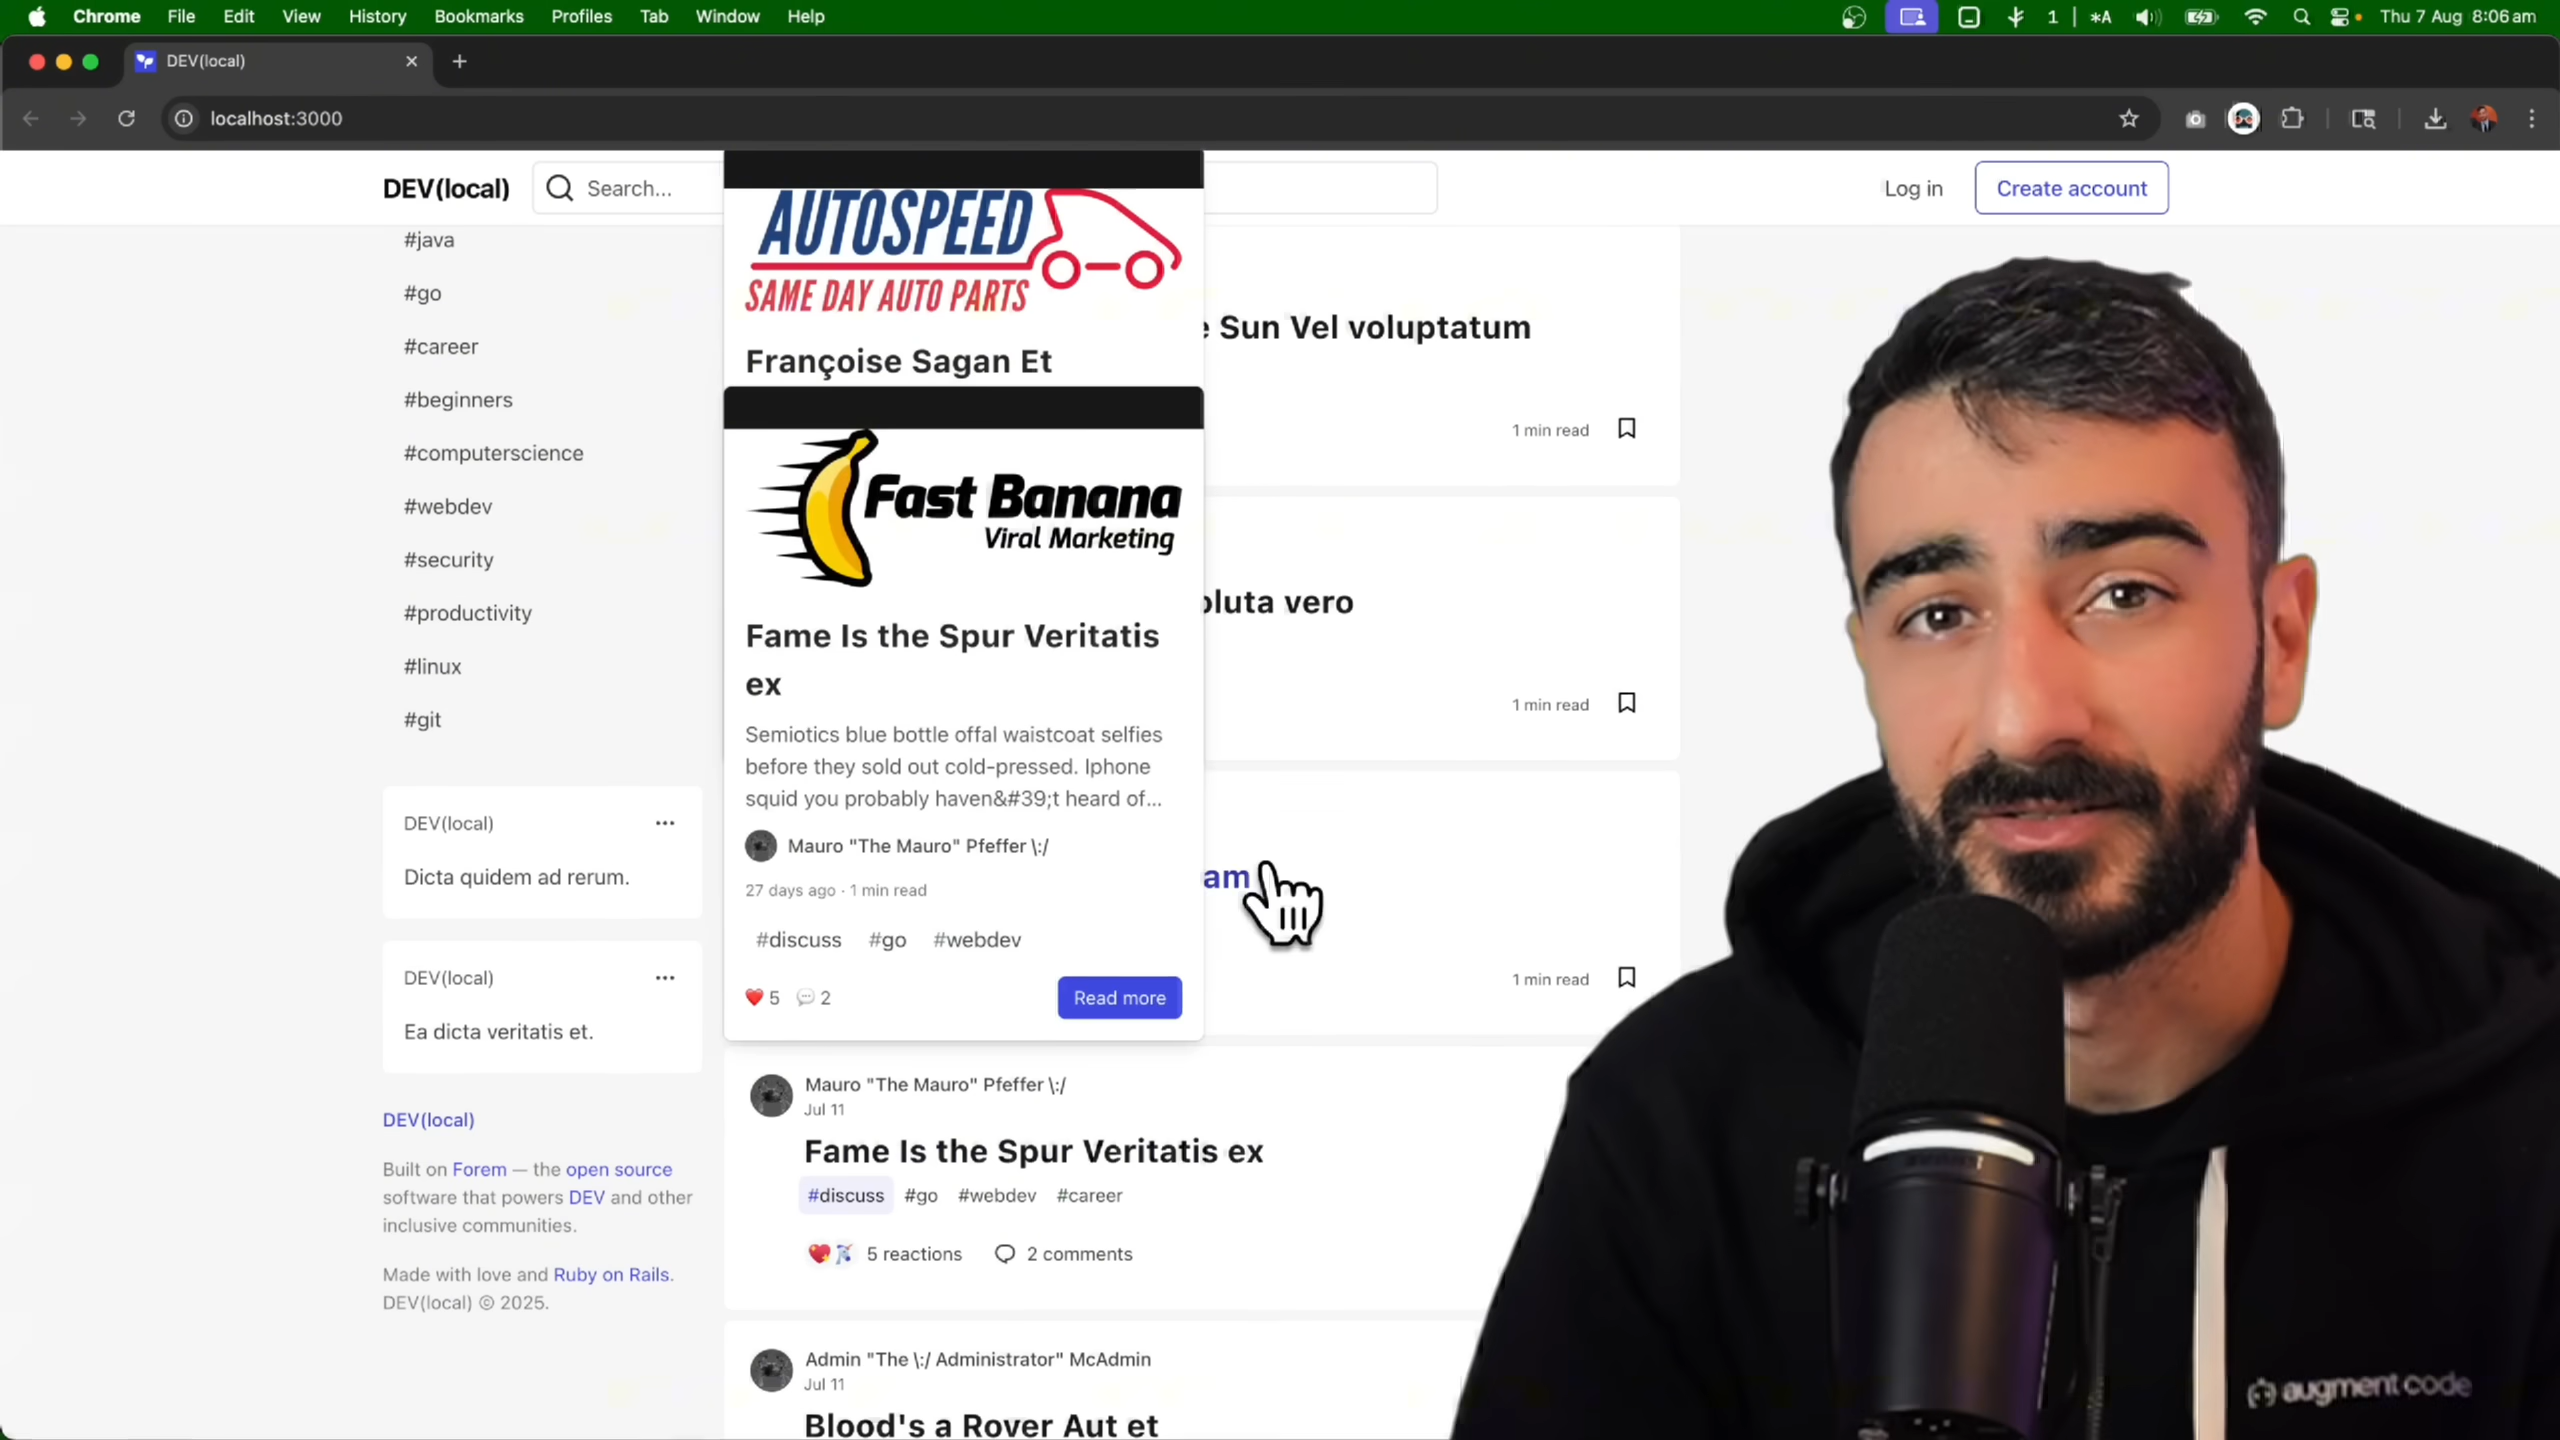 Chrome File Edit View History Bookmarks Profiles Tab Window Help
1 *A Thu 7 Aug 8:06 am
DEV(local)
localhost:3000
DEV(local)
Search...
Log in
Create account
#java
#go
#career
#beginners
#computerscience
#webdev
#security
#productivity
#linux
#git
DEV(local)
Dicta quidem ad rerum.
DEV(local)
Ea dicta veritatis et.
DEV(local)
Built on Forem — the open source
software that powers DEV and other
inclusive communities.
Made with love and Ruby on Rails.
DEV(local) © 2025.
AUTOSPEED
SAME DAY AUTO PARTS
Françoise Sagan Et
Fast Banana
Viral Marketing
Fame Is the Spur Veritatis
ex
Semiotics blue bottle offal waistcoat selfies
before they sold out cold-pressed. Iphone
squid you probably haven&#39;t heard of...
Mauro "The Mauro" Pfeffer \:/
27 days ago · 1 min read
#discuss #go #webdev
5 2
Read more
Sun Vel voluptatum
1 min read
oluta vero
1 min read
am
1 min read
Mauro "The Mauro" Pfeffer \:/
Jul 11
Fame Is the Spur Veritatis ex
#discuss #go #webdev #career
5 reactions 2 comments
Admin "The \:/ Administrator" McAdmin
Jul 11
Blood's a Rover Aut et
augment code